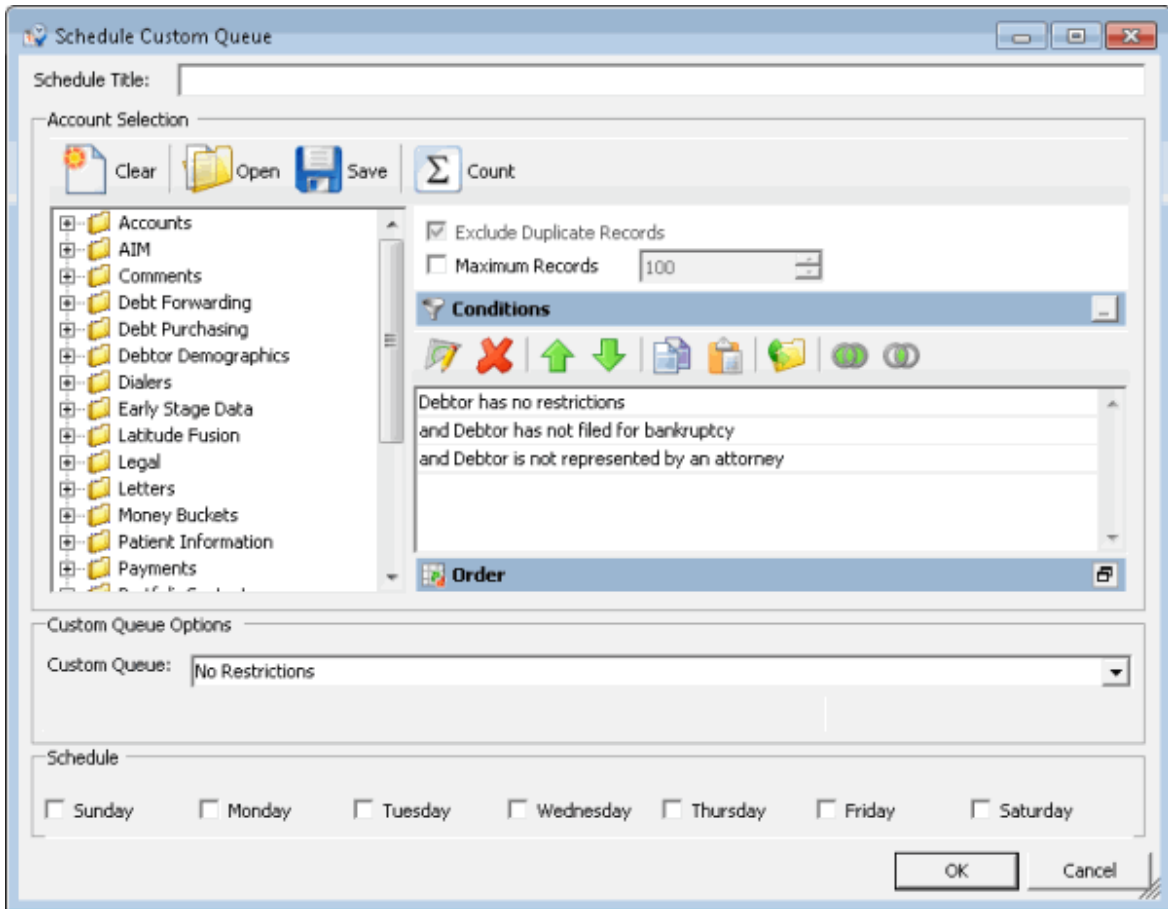 Schedule Custom Queue
Schedule Title:
Account Selection
Clear Open Save Count
Accounts
AIM
Comments
Debt Forwarding
Debt Purchasing
Debtor Demographics
Dialers
Early Stage Data
Latitude Fusion
Legal
Letters
Money Buckets
Patient Information
Payments
Exclude Duplicate Records
Maximum Records 100
Conditions
Debtor has no restrictions
and Debtor has not filed for bankruptcy
and Debtor is not represented by an attorney
Order
Custom Queue Options
Custom Queue: No Restrictions
Schedule
Sunday Monday Tuesday Wednesday Thursday Friday Saturday
OK Cancel